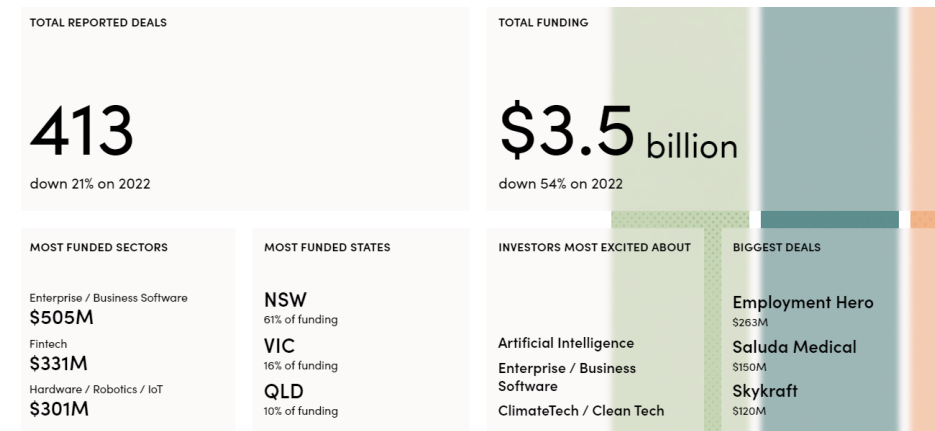 TOTAL REPORTED DEALS
413
down 21% on 2022
TOTAL FUNDING
$3.5 billion
down 54% on 2022
MOST FUNDED SECTORS
Enterprise / Business Software
$505M
Fintech
$331M
Hardware / Robotics / IoT
$301M
MOST FUNDED STATES
NSW
61% of funding
VIC
16% of funding
QLD
10% of funding
INVESTORS MOST EXCITED ABOUT
Artificial Intelligence
Enterprise / Business
Software
ClimateTech / Clean Tech
BIGGEST DEALS
Employment Hero
$263M
Saluda Medical
$150M
Skykraft
$120M